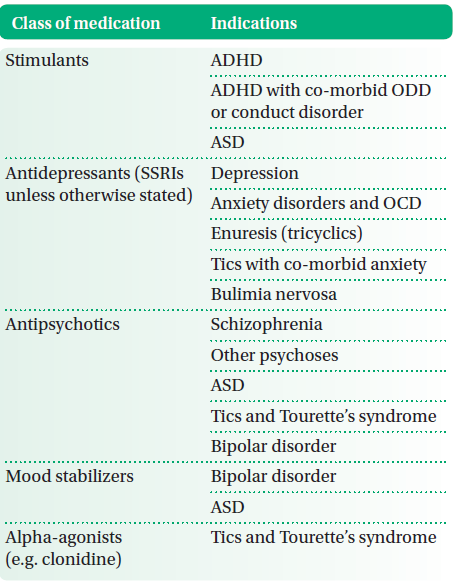 Class of medication Indications
Stimulants ADHD
ADHD with co-morbid ODD
or conduct disorder
ASD
Antidepressants (SSRIs Depression
unless otherwise stated) Anxiety disorders and OCD
Enuresis (tricyclics)
Tics with co-morbid anxiety
Bulimia nervosa
Antipsychotics Schizophrenia
Other psychoses
ASD
Tics and Tourette’s syndrome
Bipolar disorder
Mood stabilizers Bipolar disorder
ASD
Alpha-agonists Tics and Tourette’s syndrome
(e.g. clonidine)